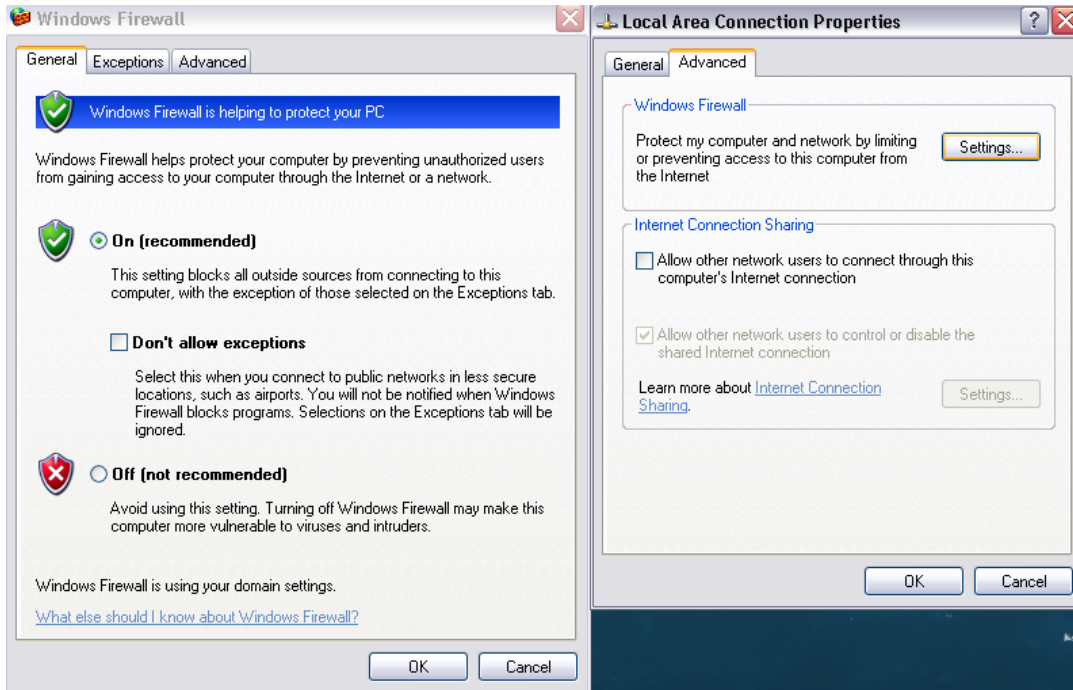 Windows Firewall
General Exceptions Advanced
Windows Firewall is helping to protect your PC
Windows Firewall helps protect your computer by preventing unauthorized users
from gaining access to your computer through the Internet or a network.
On (recommended)
This setting blocks all outside sources from connecting to this
computer, with the exception of those selected on the Exceptions tab.
Don't allow exceptions
Select this when you connect to public networks in less secure
locations, such as airports. You will not be notified when Windows
Firewall blocks programs. Selections on the Exceptions tab will be
ignored.
Off (not recommended)
Avoid using this setting. Turning off Windows Firewall may make this
computer more vulnerable to viruses and intruders.
Windows Firewall is using your domain settings.
What else should I know about Windows Firewall?
OK Cancel
Local Area Connection Properties
General Advanced
Windows Firewall
Protect my computer and network by limiting
or preventing access to this computer from
the Internet
Settings...
Internet Connection Sharing
Allow other network users to connect through this
computer's Internet connection
Allow other network users to control or disable the
shared Internet connection
Learn more about Internet Connection
Sharing.
Settings...
OK Cancel